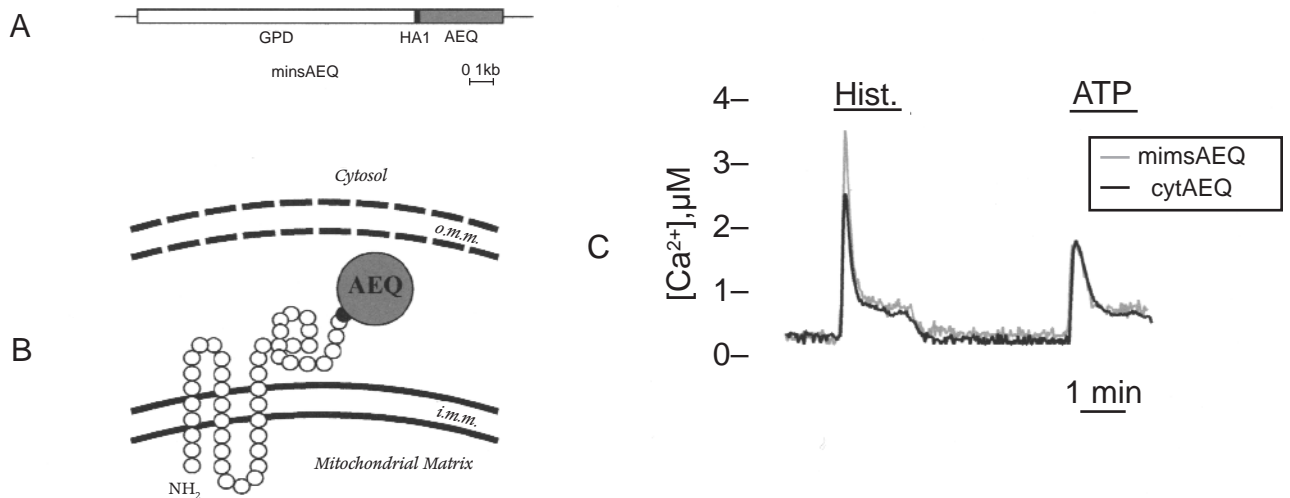 A
GPD HA1 AEQ
minsAEQ 0 1kb
B
Cytosol
o.m.m.
AEQ
i.m.m.
Mitochondrial Matrix
NH2
C
[Ca2+],µM
4–
3–
2–
1–
0–
Hist. ATP
mimsAEQ
cytAEQ
1 min